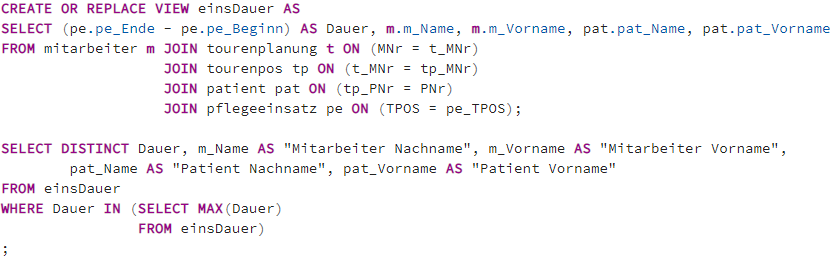 CREATE OR REPLACE VIEW einsDauer AS
SELECT (pe.pe_Ende - pe.pe_Beginn) AS Dauer, m.m_Name, m.m_Vorname, pat.pat_Name, pat.pat_Vorname
FROM mitarbeiter m JOIN tourenplanung t ON (MNr = t_MNr)
JOIN tourenpos tp ON (t_MNr = tp_MNr)
JOIN patient pat ON (tp_PNr = PNr)
JOIN pflegeeinsatz pe ON (TPOS = pe_TPOS);
SELECT DISTINCT Dauer, m_Name AS "Mitarbeiter Nachname", m_Vorname AS "Mitarbeiter Vorname",
pat_Name AS "Patient Nachname", pat_Vorname AS "Patient Vorname"
FROM einsDauer
WHERE Dauer IN (SELECT MAX(Dauer)
FROM einsDauer)
;